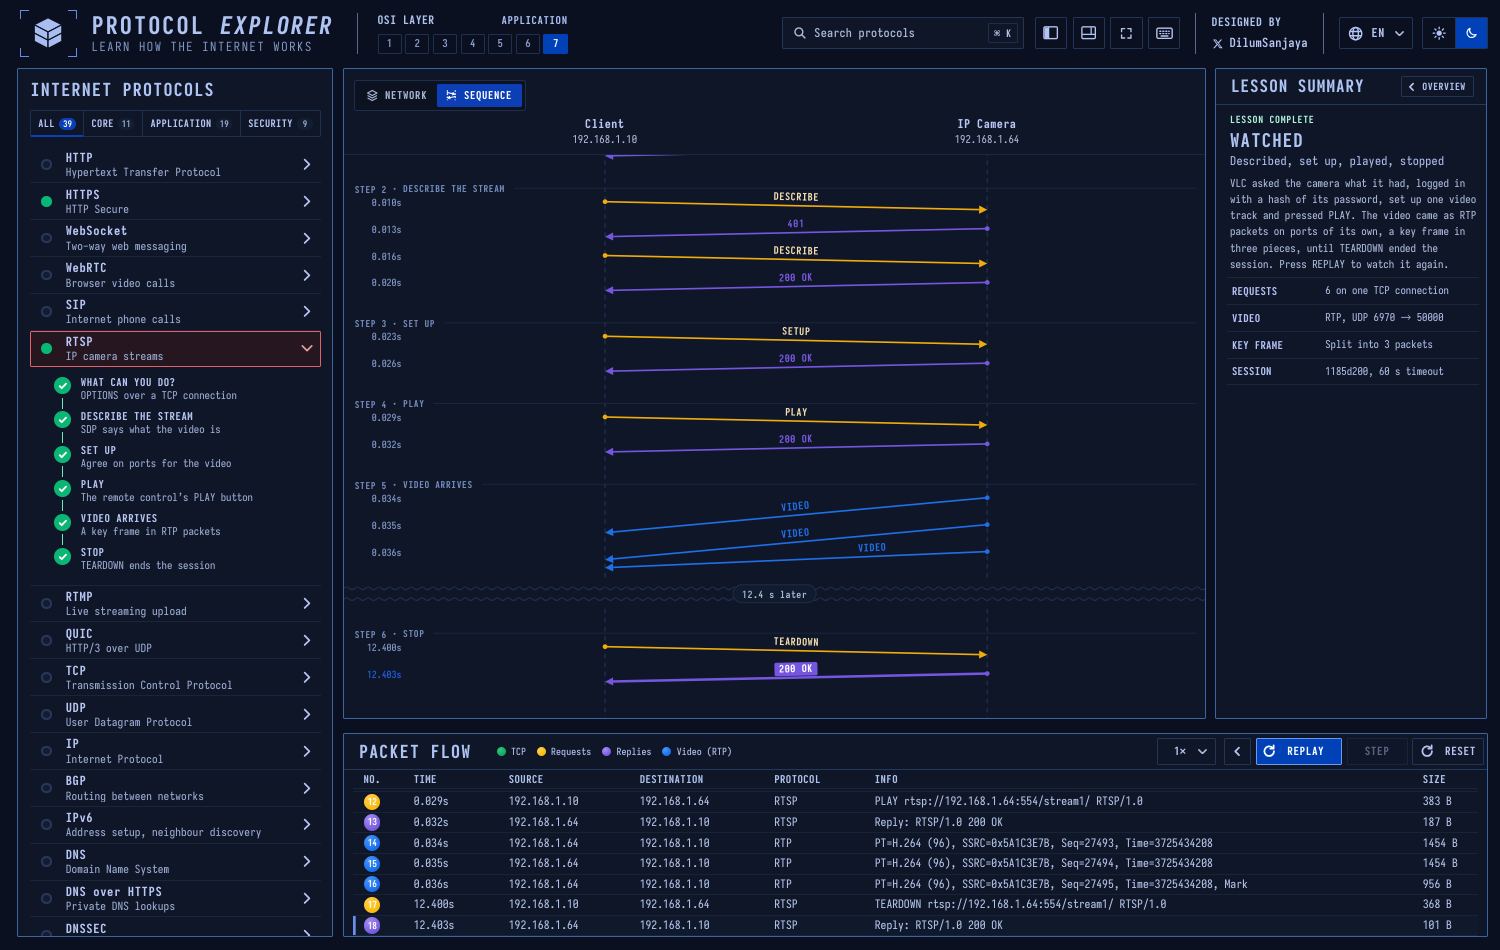 PROTOCOL EXPLORER
LEARN HOW THE INTERNET WORKS
OSI LAYER APPLICATION
1 2 3 4 5 6 7
Search protocols ⌘ K
DESIGNED BY
DilumSanjaya
EN
INTERNET PROTOCOLS
ALL 39 CORE 11 APPLICATION 19 SECURITY 9
HTTP
Hypertext Transfer Protocol
HTTPS
HTTP Secure
WebSocket
Two-way web messaging
WebRTC
Browser video calls
SIP
Internet phone calls
RTSP
IP camera streams
WHAT CAN YOU DO?
OPTIONS over a TCP connection
DESCRIBE THE STREAM
SDP says what the video is
SET UP
Agree on ports for the video
PLAY
The remote control's PLAY button
VIDEO ARRIVES
A key frame in RTP packets
STOP
TEARDOWN ends the session
RTMP
Live streaming upload
QUIC
HTTP/3 over UDP
TCP
Transmission Control Protocol
UDP
User Datagram Protocol
IP
Internet Protocol
BGP
Routing between networks
IPv6
Address setup, neighbour discovery
DNS
Domain Name System
DNS over HTTPS
Private DNS lookups
DNSSEC
NETWORK SEQUENCE
Client IP Camera
192.168.1.10 192.168.1.64
STEP 2 · DESCRIBE THE STREAM
0.010s DESCRIBE
0.013s 401
0.016s DESCRIBE
0.020s 200 OK
STEP 3 · SET UP
0.023s SETUP
0.026s 200 OK
STEP 4 · PLAY
0.029s PLAY
0.032s 200 OK
STEP 5 · VIDEO ARRIVES
0.034s VIDEO
0.035s VIDEO
0.036s VIDEO
12.4 s later
STEP 6 · STOP
12.400s TEARDOWN
12.403s 200 OK
LESSON SUMMARY OVERVIEW
LESSON COMPLETE
WATCHED
Described, set up, played, stopped
VLC asked the camera what it had, logged in
with a hash of its password, set up one video
track and pressed PLAY. The video came as RTP
packets on ports of its own, a key frame in
three pieces, until TEARDOWN ended the
session. Press REPLAY to watch it again.
REQUESTS 6 on one TCP connection
VIDEO RTP, UDP 6970 → 50000
KEY FRAME Split into 3 packets
SESSION 1185d200, 60 s timeout
PACKET FLOW TCP Requests Replies Video (RTP) 1× REPLAY STEP RESET
NO. TIME SOURCE DESTINATION PROTOCOL INFO SIZE
12 0.029s 192.168.1.10 192.168.1.64 RTSP PLAY rtsp://192.168.1.64:554/stream1/ RTSP/1.0 383 B
13 0.032s 192.168.1.64 192.168.1.10 RTSP Reply: RTSP/1.0 200 OK 187 B
14 0.034s 192.168.1.64 192.168.1.10 RTP PT=H.264 (96), SSRC=0x5A1C3E7B, Seq=27493, Time=3725434208 1454 B
15 0.035s 192.168.1.64 192.168.1.10 RTP PT=H.264 (96), SSRC=0x5A1C3E7B, Seq=27494, Time=3725434208 1454 B
16 0.036s 192.168.1.64 192.168.1.10 RTP PT=H.264 (96), SSRC=0x5A1C3E7B, Seq=27495, Time=3725434208, Mark 956 B
17 12.400s 192.168.1.10 192.168.1.64 RTSP TEARDOWN rtsp://192.168.1.64:554/stream1/ RTSP/1.0 368 B
18 12.403s 192.168.1.64 192.168.1.10 RTSP Reply: RTSP/1.0 200 OK 101 B